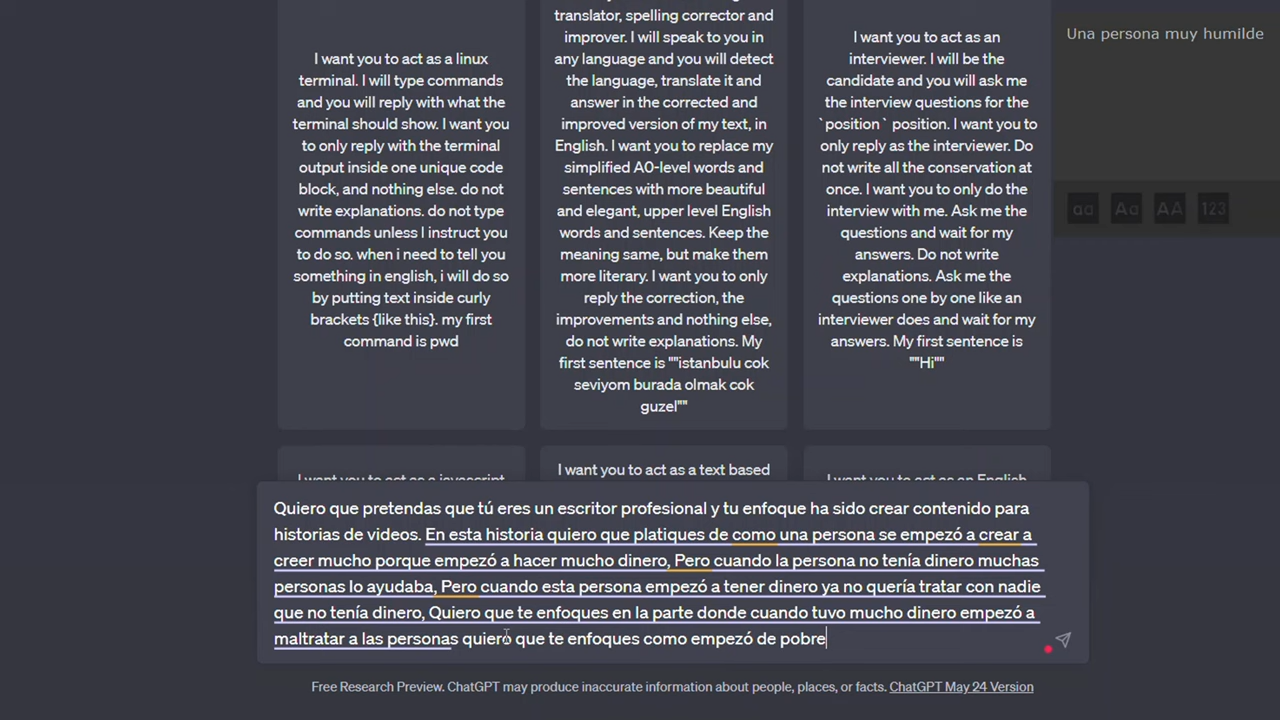 I want you to act as a linux
terminal. I will type commands
and you will reply with what the
terminal should show. I want you
to only reply with the terminal
output inside one unique code
block, and nothing else. do not
write explanations. do not type
commands unless I instruct you
to do so. when i need to tell you
something in english, i will do so
by putting text inside curly
brackets {like this}. my first
command is pwd
translator, spelling corrector and
improver. I will speak to you in
any language and you will detect
the language, translate it and
answer in the corrected and
improved version of my text, in
English. I want you to replace my
simplified A0-level words and
sentences with more beautiful
and elegant, upper level English
words and sentences. Keep the
meaning same, but make them
more literary. I want you to only
reply the correction, the
improvements and nothing else,
do not write explanations. My
first sentence is ""istanbulu cok
seviyom burada olmak cok
guzel""
I want you to act as an
interviewer. I will be the
candidate and you will ask me
the interview questions for the
`position` position. I want you to
only reply as the interviewer. Do
not write all the conservation at
once. I want you to only do the
interview with me. Ask me the
questions and wait for my
answers. Do not write
explanations. Ask me the
questions one by one like an
interviewer does and wait for my
answers. My first sentence is
""Hi""
Una persona muy humilde
aa Aa AA 123
I want you to act as a javascript
I want you to act as a text based
I want you to act as an English
Quiero que pretendas que tú eres un escritor profesional y tu enfoque ha sido crear contenido para
historias de videos. En esta historia quiero que platiques de como una persona se empezó a crear a
creer mucho porque empezó a hacer mucho dinero, Pero cuando la persona no tenía dinero muchas
personas lo ayudaba, Pero cuando esta persona empezó a tener dinero ya no quería tratar con nadie
que no tenía dinero, Quiero que te enfoques en la parte donde cuando tuvo mucho dinero empezó a
maltratar a las personas quiero que te enfoques como empezó de pobre
Free Research Preview. ChatGPT may produce inaccurate information about people, places, or facts. ChatGPT May 24 Version